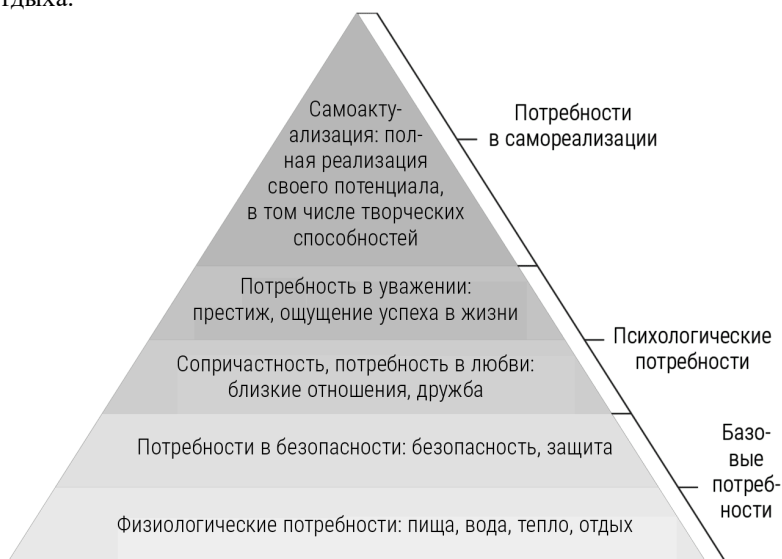 тдыха.
Самоакту-
ализация: пол-
ная реализация
своего потенциала,
в том числе творческих
способностей
Потребности
в самореализации
Потребность в уважении:
престиж, ощущение успеха в жизни
Психологические
потребности
Сопричастность, потребность в любви:
близкие отношения, дружба
Потребности в безопасности: безопасность, защита
Базо-
вые
потреб-
ности
Физиологические потребности: пища, вода, тепло, отдых